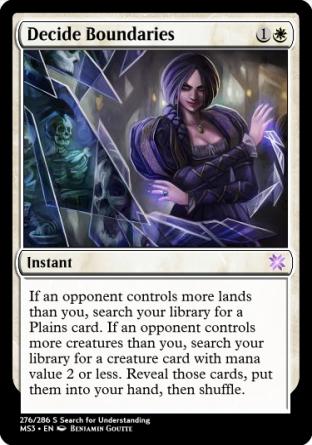 Decide Boundaries 1
Instant
If an opponent controls more lands
than you, search your library for a
Plains card. If an opponent controls
more creatures than you, search your
library for a creature card with mana
value 2 or less. Reveal those cards, put
them into your hand, then shuffle.
276/286 S Search for Understanding
MS3 • EN Benjamin Goutte